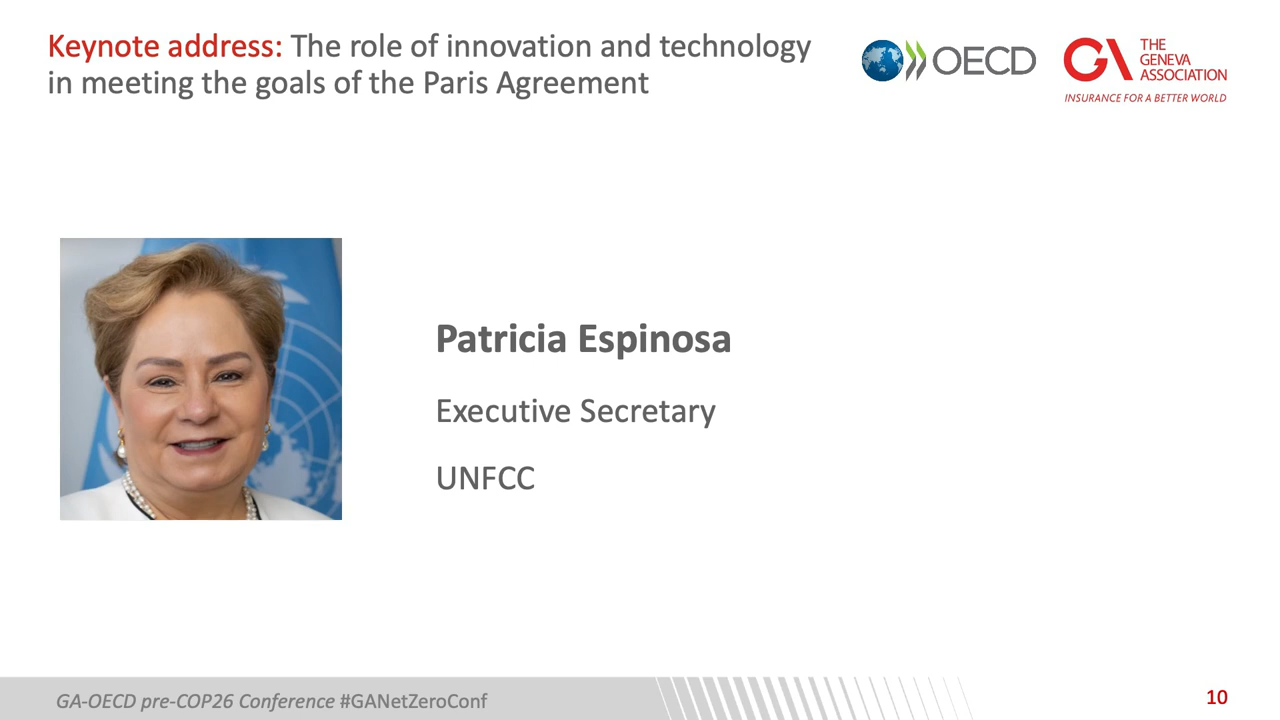 Keynote address: The role of innovation and technology
in meeting the goals of the Paris Agreement
OECD
GA
THE
GENEVA
ASSOCIATION
INSURANCE FOR A BETTER WORLD
Patricia Espinosa
Executive Secretary
UNFCC
GA-OECD pre-COP26 Conference #GANetZeroConf
10